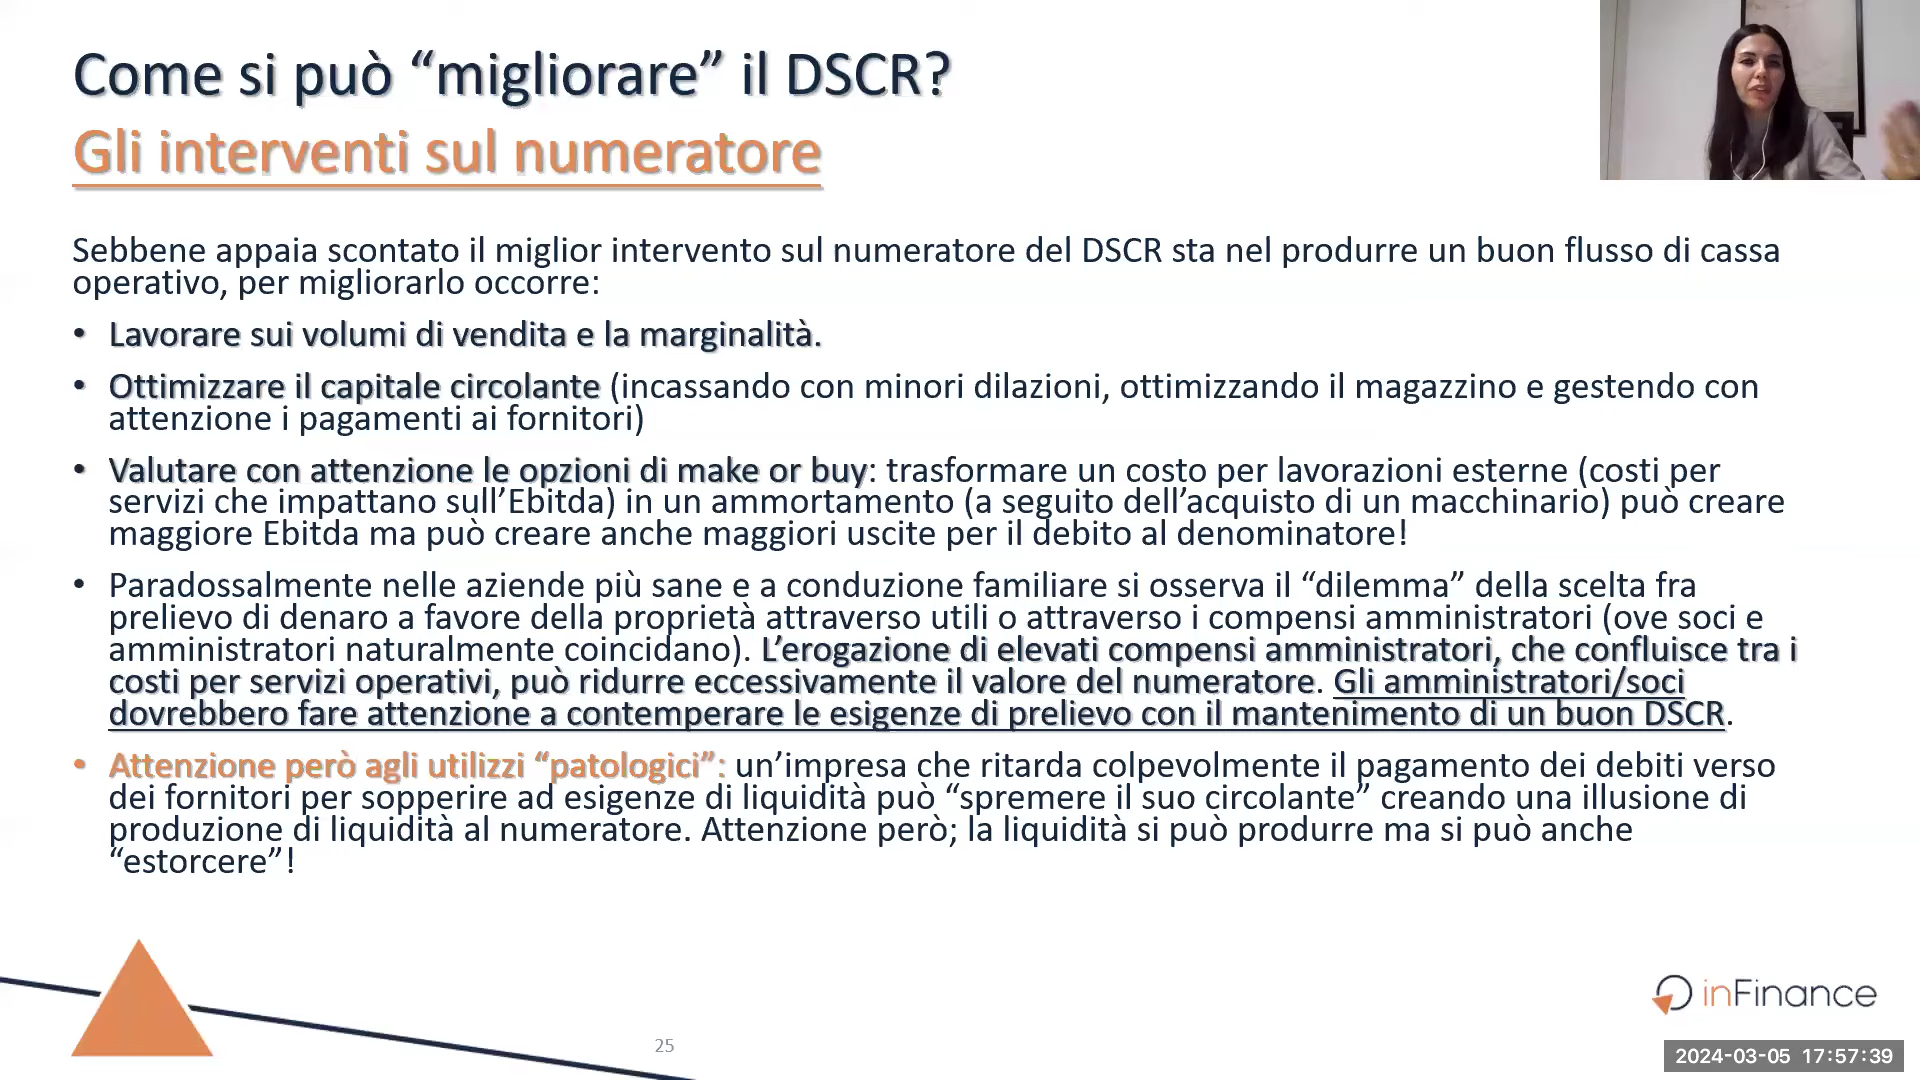 Come si può “migliorare” il DSCR?
Gli interventi sul numeratore
Sebbene appaia scontato il miglior intervento sul numeratore del DSCR sta nel produrre un buon flusso di cassa
operativo, per migliorarlo occorre:
• Lavorare sui volumi di vendita e la marginalità.
• Ottimizzare il capitale circolante (incassando con minori dilazioni, ottimizzando il magazzino e gestendo con
attenzione i pagamenti ai fornitori)
• Valutare con attenzione le opzioni di make or buy: trasformare un costo per lavorazioni esterne (costi per
servizi che impattano sull’Ebitda) in un ammortamento (a seguito dell’acquisto di un macchinario) può creare
maggiore Ebitda ma può creare anche maggiori uscite per il debito al denominatore!
• Paradossalmente nelle aziende più sane e a conduzione familiare si osserva il “dilemma” della scelta fra
prelievo di denaro a favore della proprietà attraverso utili o attraverso i compensi amministratori (ove soci e
amministratori naturalmente coincidano). L’erogazione di elevati compensi amministratori, che confluisce tra i
costi per servizi operativi, può ridurre eccessivamente il valore del numeratore. Gli amministratori/soci
dovrebbero fare attenzione a contemperare le esigenze di prelievo con il mantenimento di un buon DSCR.
• Attenzione però agli utilizzi “patologici”: un’impresa che ritarda colpevolmente il pagamento dei debiti verso
dei fornitori per sopperire ad esigenze di liquidità può “spremere il suo circolante” creando una illusione di
produzione di liquidità al numeratore. Attenzione però; la liquidità si può produrre ma si può anche
“estorcere”!
inFinance
25
2024-03-05 17:57:39